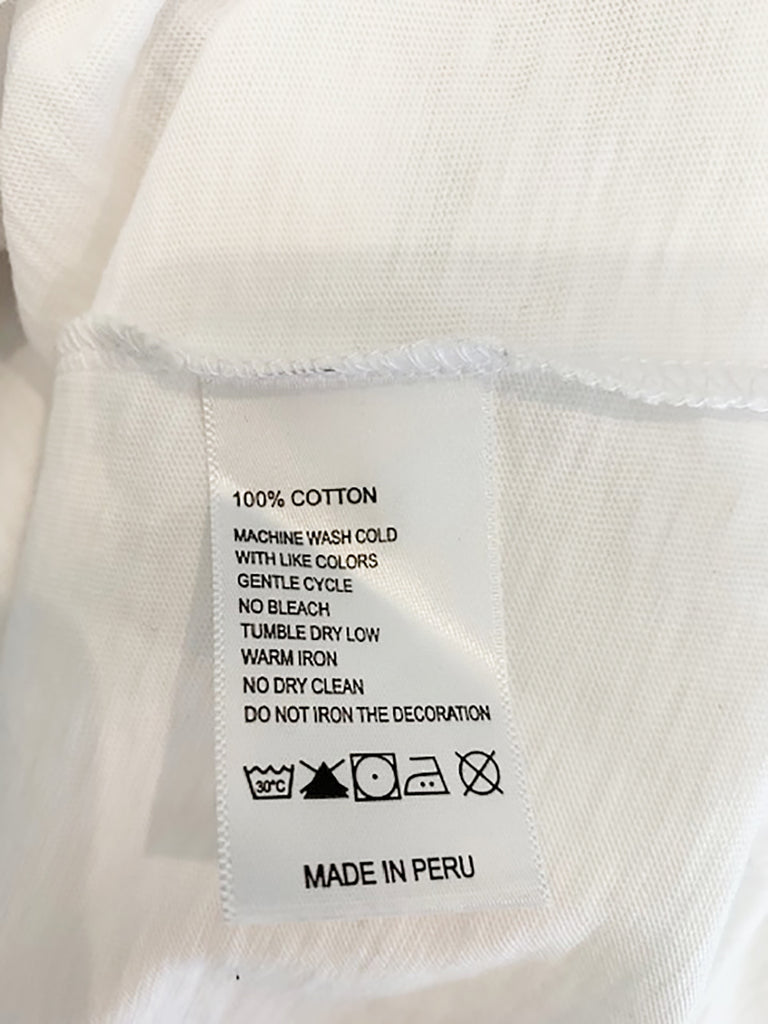 100% COTTON
MACHINE WASH COLD
WITH LIKE COLORS
GENTLE CYCLE
NO BLEACH
TUMBLE DRY LOW
WARM IRON
NO DRY CLEAN
DO NOT IRON THE DECORATION
30°C
MADE IN PERU